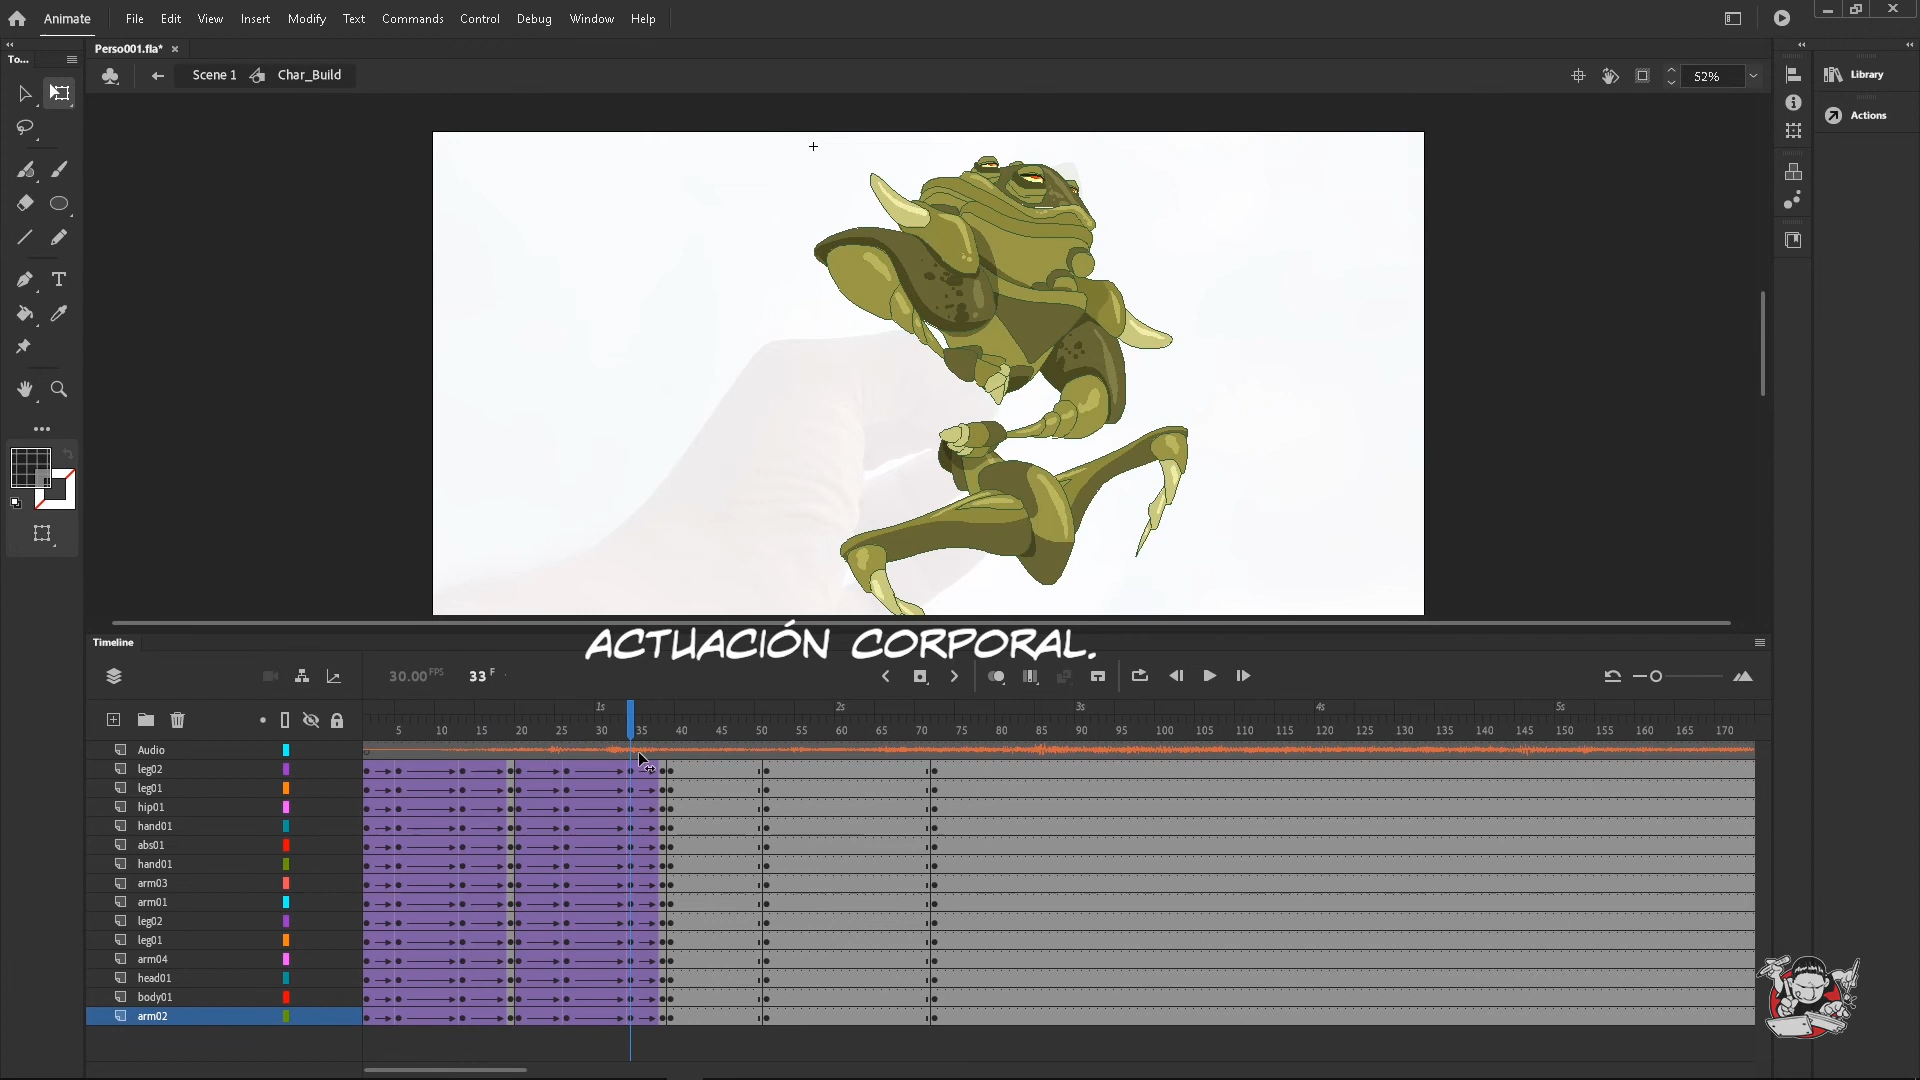 Animate File Edit View Insert Modify Text Commands Control Debug Window Help
Perso001.fla*
To...
Scene 1 Char_Build 52%
Library
Actions
Timeline
ACTUACIÓN CORPORAL.
30.00 FPS 33 F
1s 2s 3s 4s 5s
5 10 15 20 25 30 35 40 45 50 55 60 65 70 75 80 85 90 95 100 105 110 115 120 125 130 135 140 145 150 155 160 165 170
Audio
leg02
leg01
hip01
hand01
abs01
hand01
arm03
arm01
leg02
leg01
arm04
head01
body01
arm02